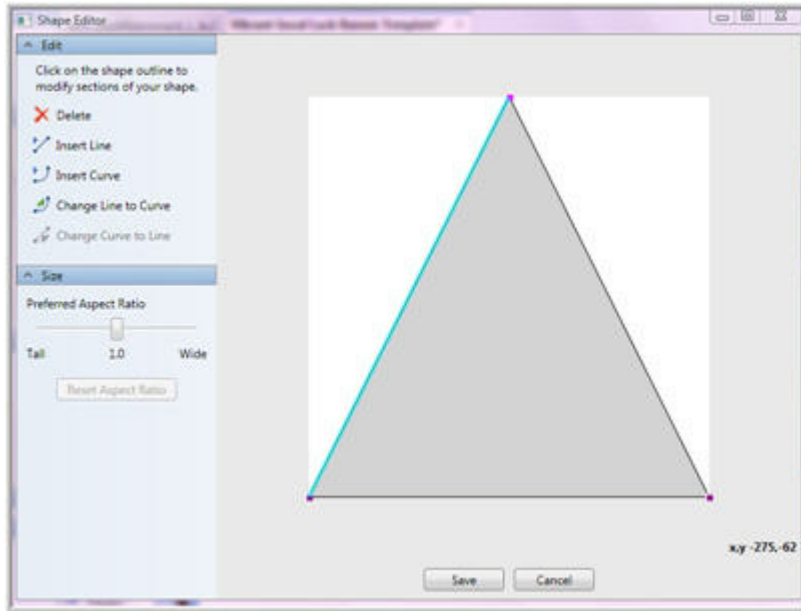 Shape Editor
Edit
Click on the shape outline to
modify sections of your shape.
Delete
Insert Line
Insert Curve
Change Line to Curve
Change Curve to Line
Size
Preferred Aspect Ratio
Tall 1.0 Wide
Reset Aspect Ratio
x,y -275,-62
Save Cancel